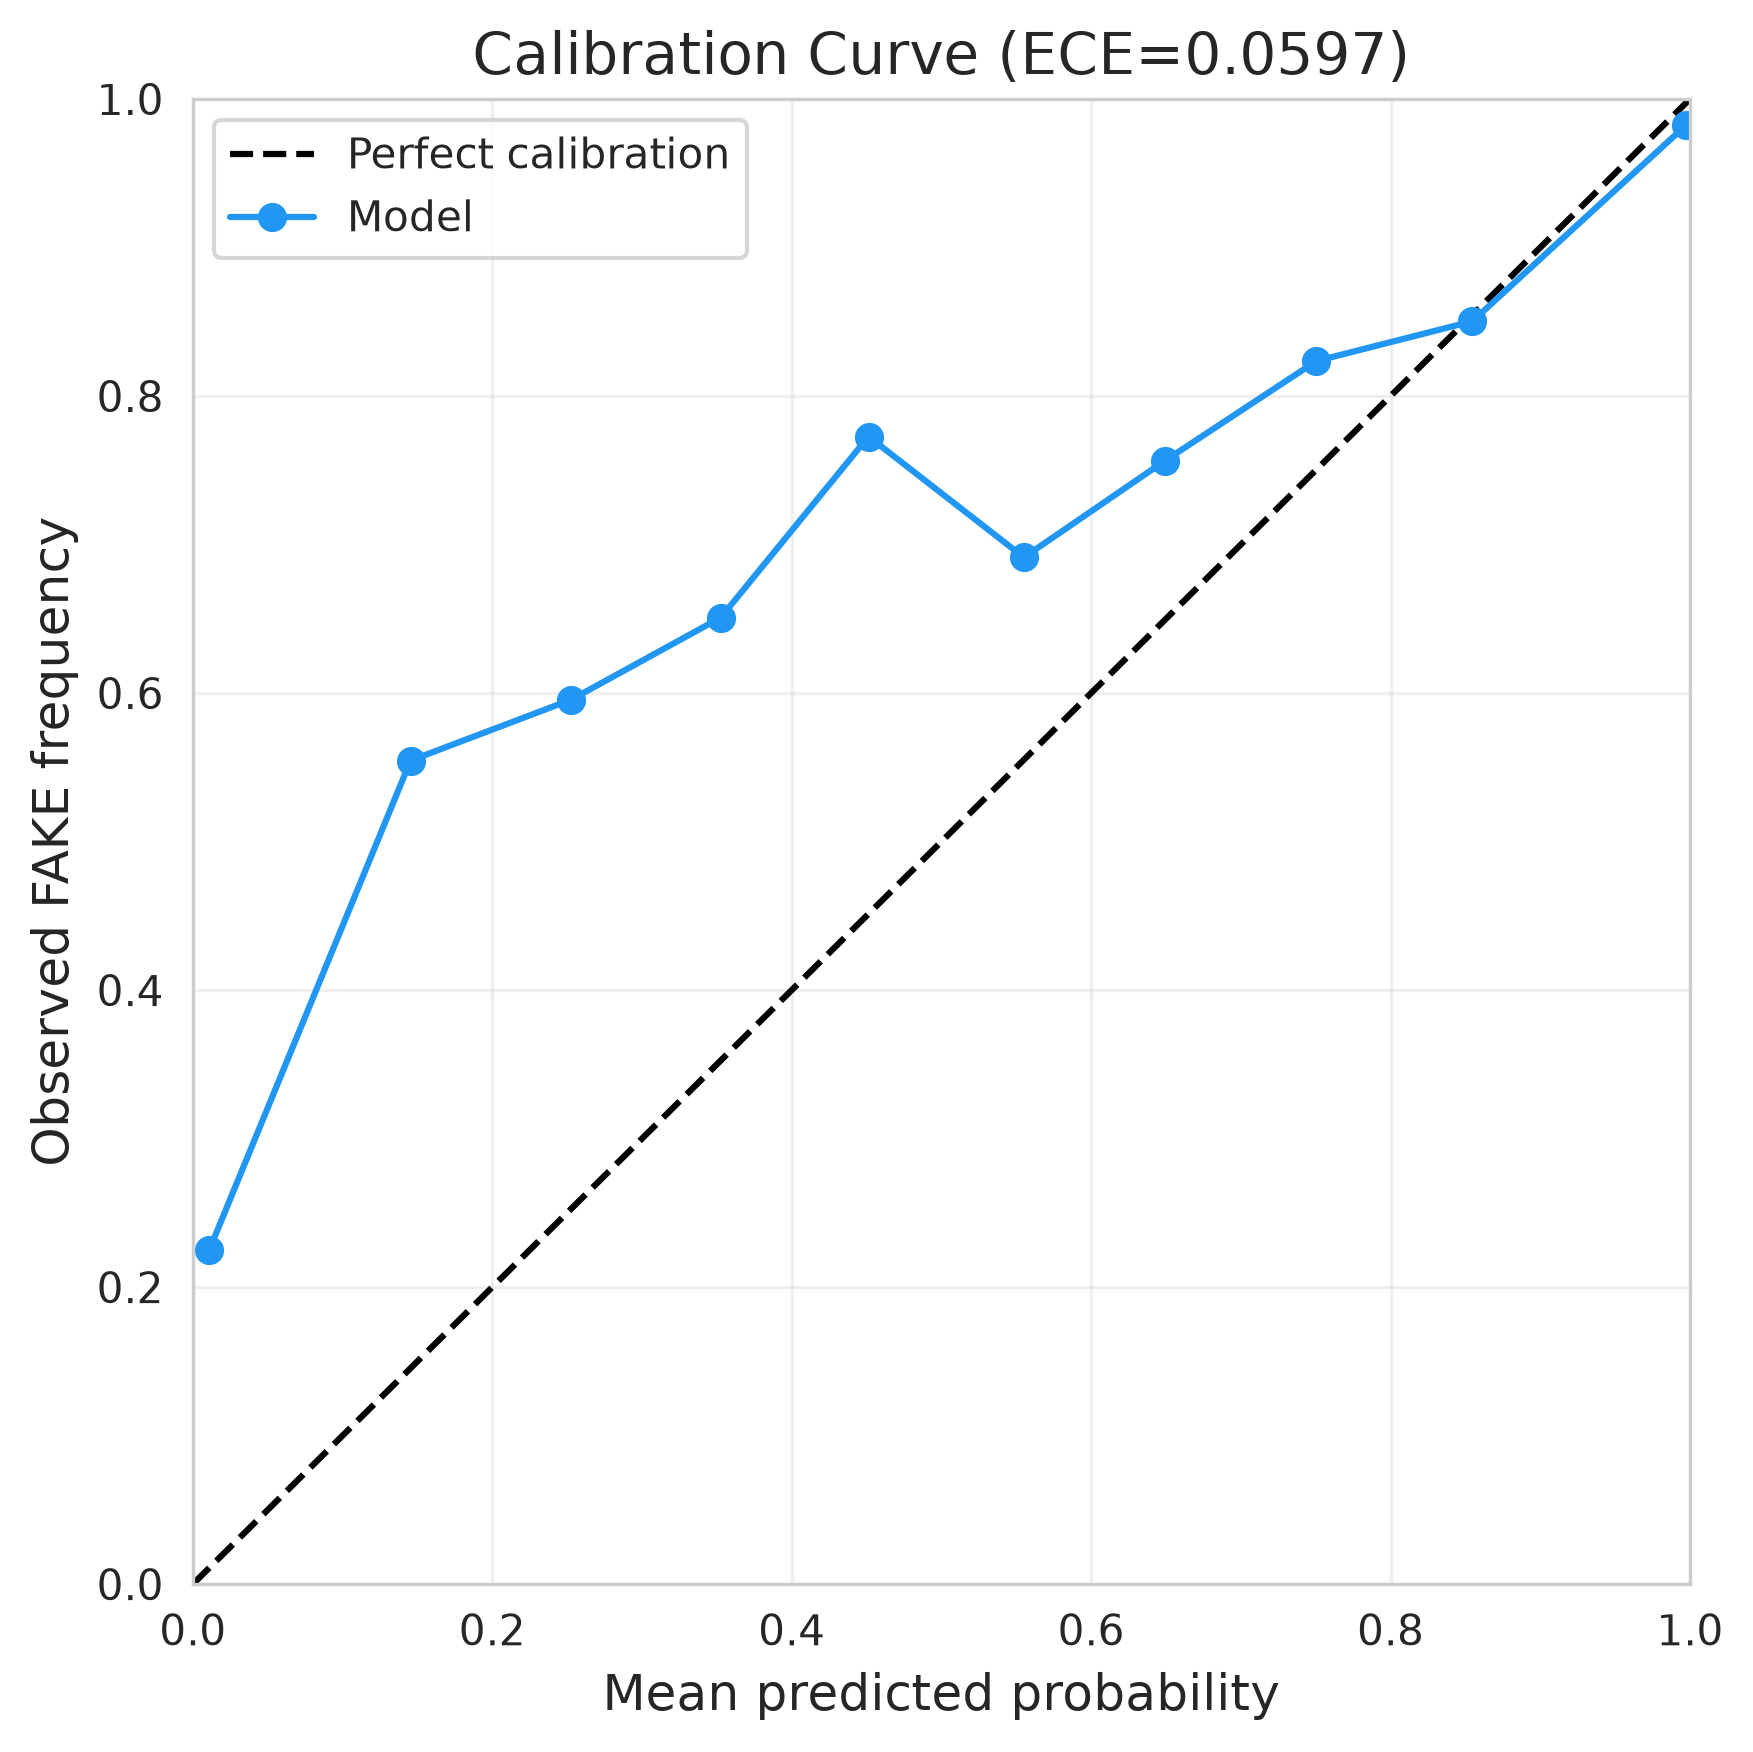 Calibration Curve (ECE=0.0597)
1.0
Perfect calibration
Model
0.8
0.6
0.4
0.2
0.0
Observed FAKE frequency
0.0 0.2 0.4 0.6 0.8 1.0
Mean predicted probability